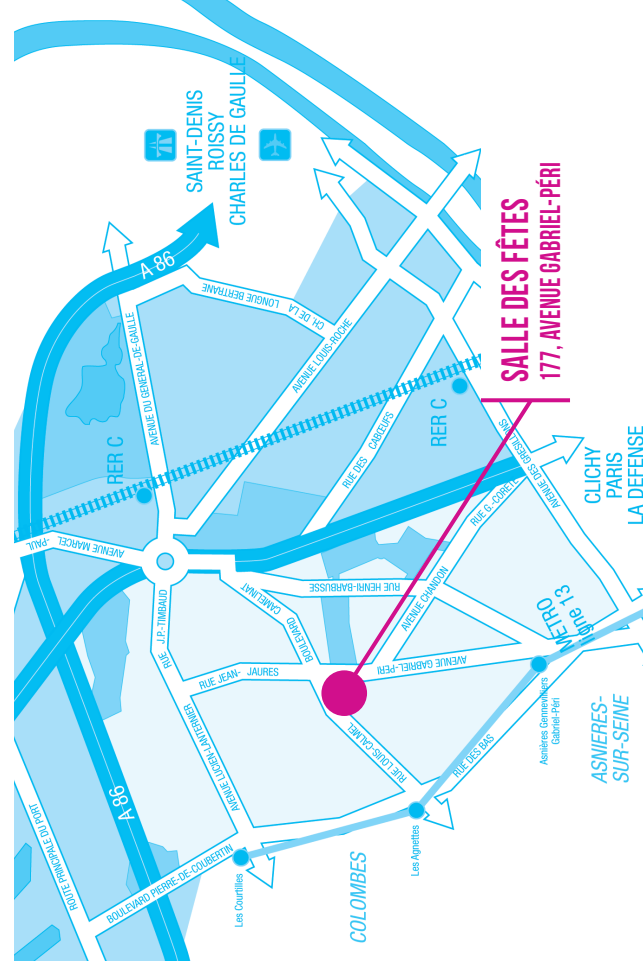 SAINT-DENIS
ROISSY
CHARLES DE GAULLE
A 86
AVENUE DU GENERAL-DE-GAULLE
CH DE LA
LONGUE BERTRANE
AVENUE LOUIS-ROCHE
RER C
RUE DES CABŒUFS
RER C
SALLE DES FÊTES
177, AVENUE GABRIEL-PÉRI
AVENUE DES GRESILLONS
CLICHY
PARIS
LA DEFENSE
AVENUE MARCEL
-PAUL
RUE J.P.-TIMBAUD
BOULEVARD
CAMELINAT
RUE HENRI-BARBUSSE
AVENUE CHANDON
RUE JEAN- JAURES
AVENUE GABRIEL-PERI
METRO
ligne 13
Asnières Gennevilliers
Gabriel-Péri
ASNIERES-
SUR-SEINE
RUE LOUIS-CALMEL
RUE DES BAS
AVENUE LUCIEN-LANTERNIER
ROUTE PRINCIPALE DU PORT
A 86
BOULEVARD PIERRE-DE-COUBERTIN
Les Courtilles
Les Agnettes
COLOMBES